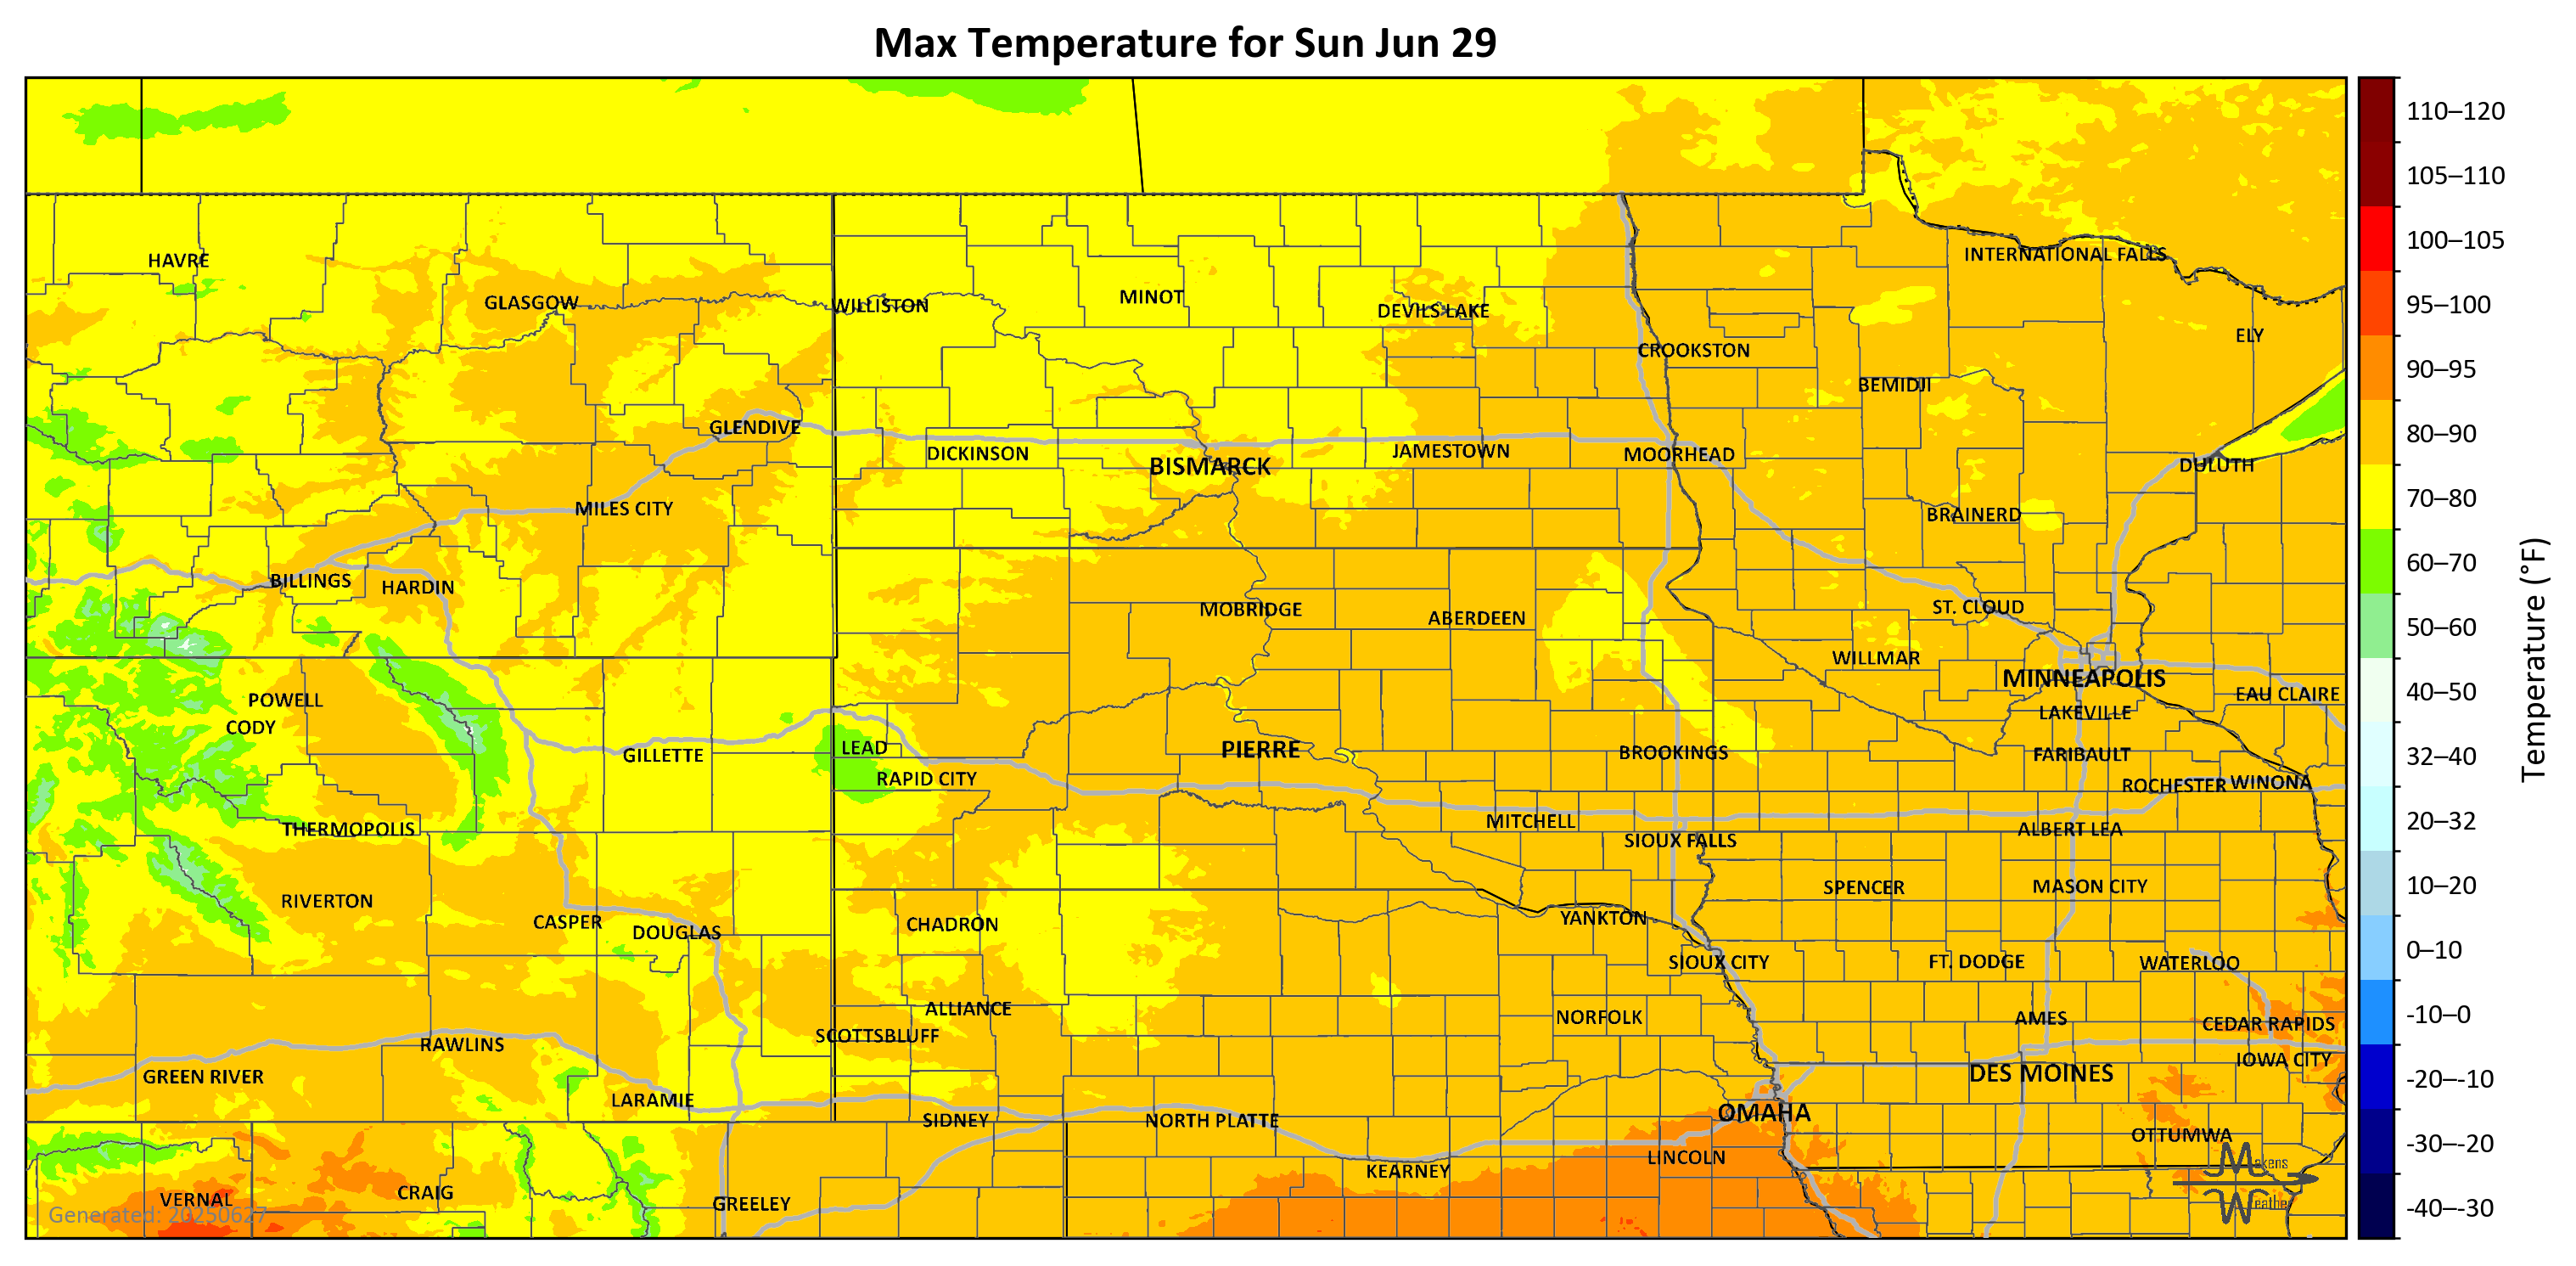 Max Temperature for Sun Jun 29
110–120
105–110
HAVRE
INTERNATIONAL FALLS
100–105
GLASGOW
WILLISTON
MINOT
DEVILS LAKE
95–100
CROOKSTON
ELY
BEMIDJI
90–95
GLENDIVE
DICKINSON
BISMARCK
JAMESTOWN
MOORHEAD
DULUTH
80–90
MILES CITY
BRAINERD
70–80
BILLINGS
HARDIN
MOBRIDGE
ABERDEEN
ST. CLOUD
60–70
WILLMAR
50–60
POWELL
CODY
MINNEAPOLIS
EAU CLAIRE
40–50
LAKEVILLE
GILLETTE
LEAD
RAPID CITY
PIERRE
BROOKINGS
FARIBAULT
32–40
ROCHESTER
WINONA
THERMOPOLIS
MITCHELL
SIOUX FALLS
ALBERT LEA
20–32
RIVERTON
SPENCER
MASON CITY
10–20
CASPER
DOUGLAS
CHADRON
YANKTON
SIOUX CITY
FT. DODGE
WATERLOO
0–10
ALLIANCE
NORFOLK
AMES
CEDAR RAPIDS
-10–0
SCOTTSBLUFF
RAWLINS
IOWA CITY
GREEN RIVER
DES MOINES
-20–-10
LARAMIE
SIDNEY
NORTH PLATTE
OMAHA
OTTUMWA
-30–-20
KEARNEY
LINCOLN
VERNAL
CRAIG
GREELEY
-40–-30
Generated: 20250627
Makens
Weather
Temperature (°F)